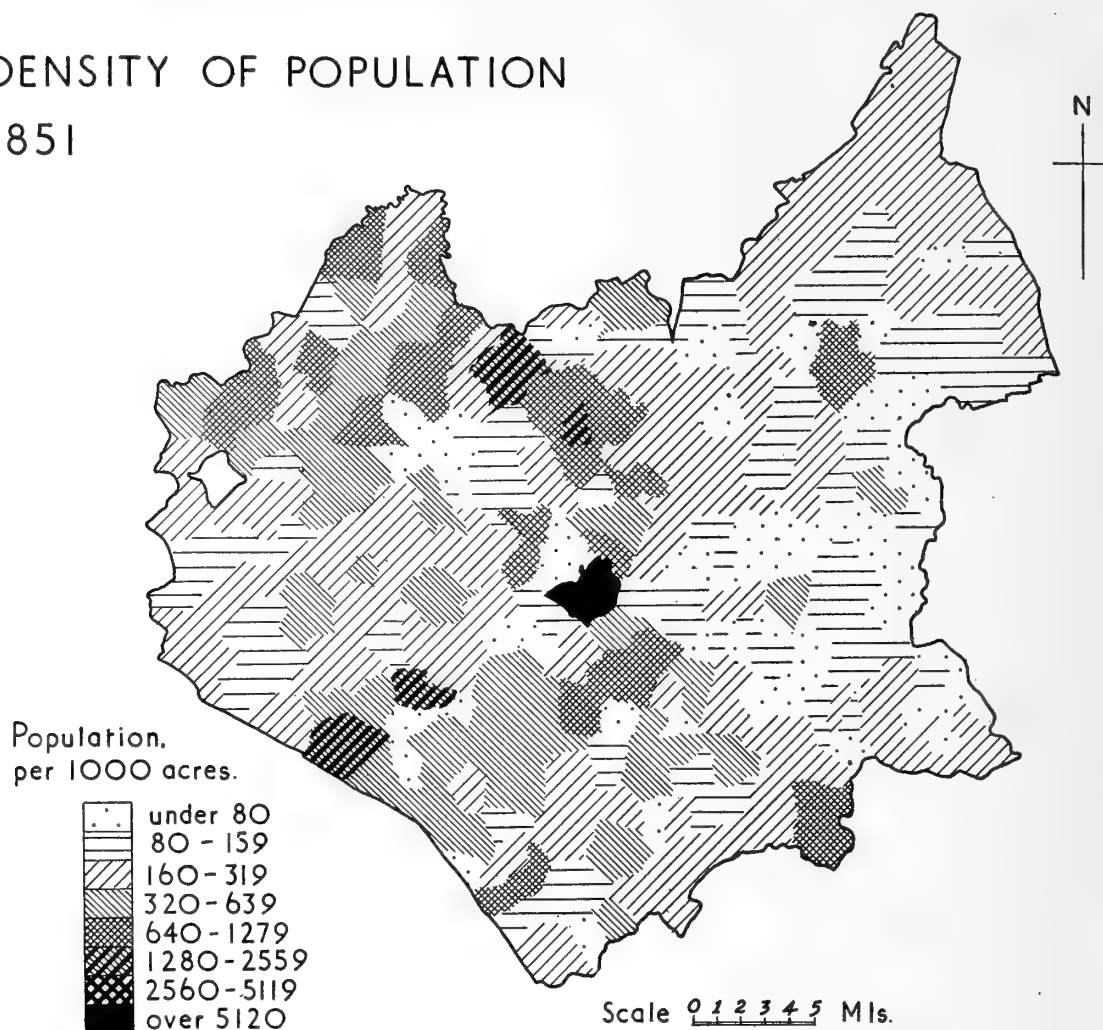 DENSITY OF POPULATION
1851
N
Population,
per 1000 acres.
under 80
80-159
160-319
320-639
640-1279
1280-2559
2560-5119
over 5120
Scale 0 1 2 3 4 5 Mls.